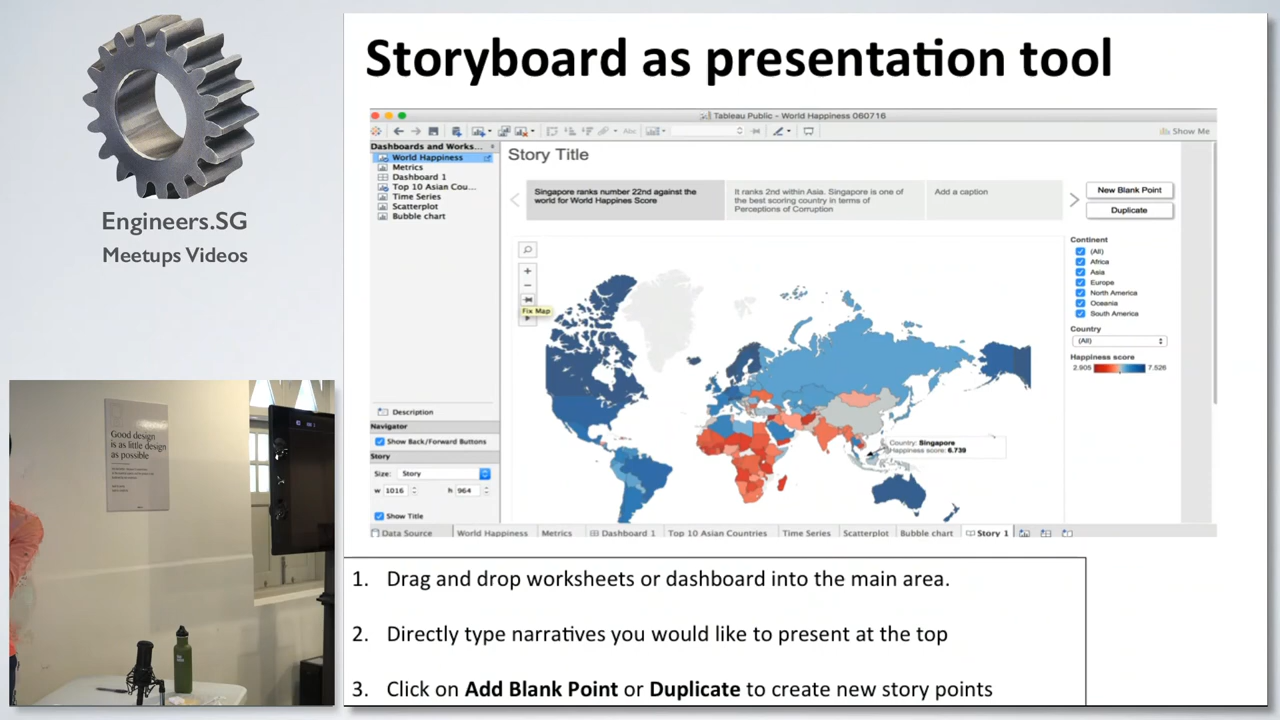 Engineers.SG
Meetups Videos
Good design
is as little design
as possible
Storyboard as presentation tool
Tableau Public - World Happiness 060716
Abc
Show Me
Dashboards and Works...
World Happiness
Metrics
Dashboard 1
Top 10 Asian Cou...
Time Series
Scatterplot
Bubble chart
Description
Navigator
Show Back/Forward Buttons
Story
Size: Story
w 1016 h 964
Show Title
Story Title
Singapore ranks number 22nd against the
world for World Happines Score
It ranks 2nd within Asia. Singapore is one of
the best scoring country in terms of
Perceptions of Corruption
Add a caption
New Blank Point
Duplicate
Fix Map
Country: Singapore
Happiness score: 6.739
Continent
(All)
Africa
Asia
Europe
North America
Oceania
South America
Country
(All)
Happiness score
2.905 7.526
Data Source World Happiness Metrics Dashboard 1 Top 10 Asian Countries Time Series Scatterplot Bubble chart Story 1
1. Drag and drop worksheets or dashboard into the main area.
2. Directly type narratives you would like to present at the top
3. Click on Add Blank Point or Duplicate to create new story points